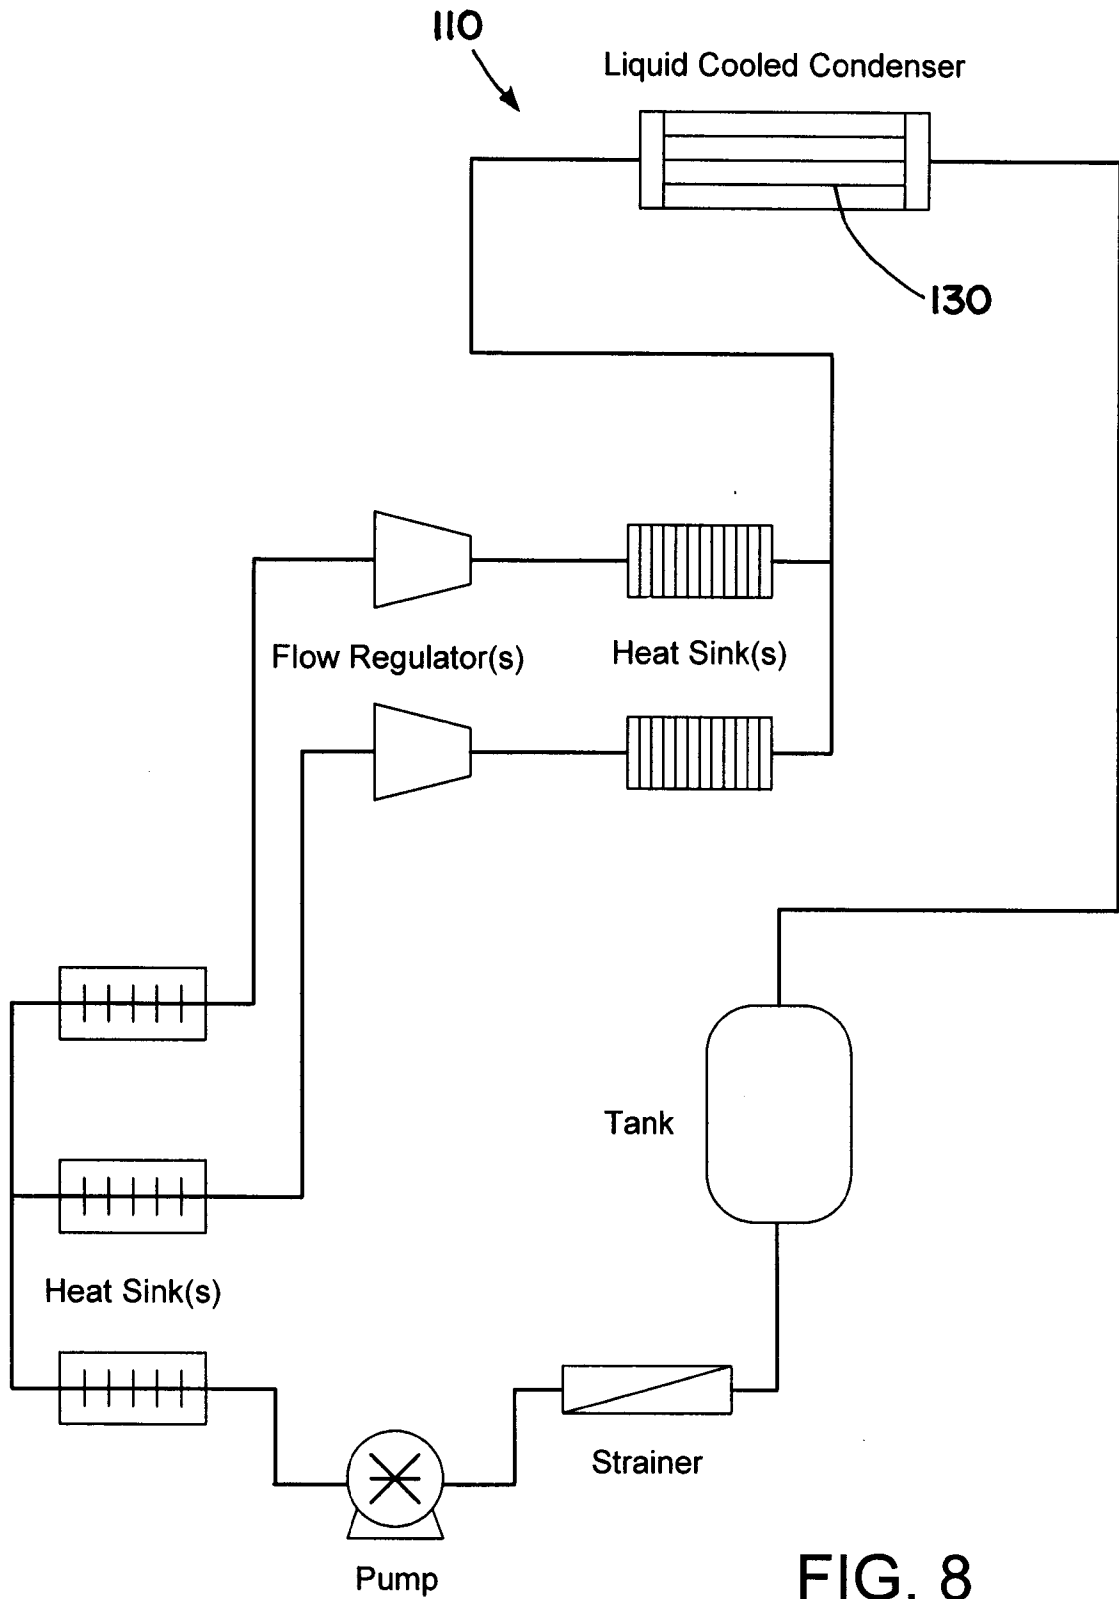 110
Liquid Cooled Condenser
130
Flow Regulator(s)
Heat Sink(s)
Tank
Heat Sink(s)
Strainer
Pump
FIG. 8